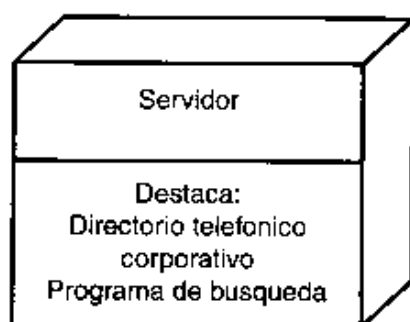 Servidor
Destaca:
Directorio telefonico
corporativo
Programa de busqueda